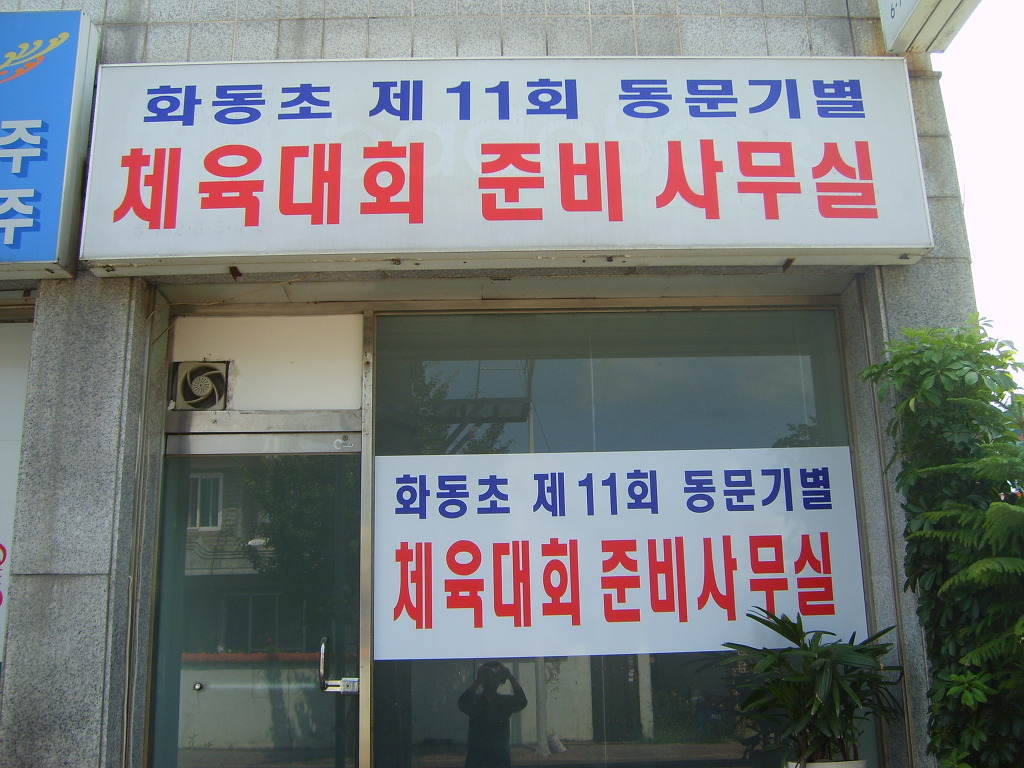 화동초 제 11회 동문기별
체육대회 준비 사무실
주
주
화동초 제 11회 동문기별
체육대회 준비사무실